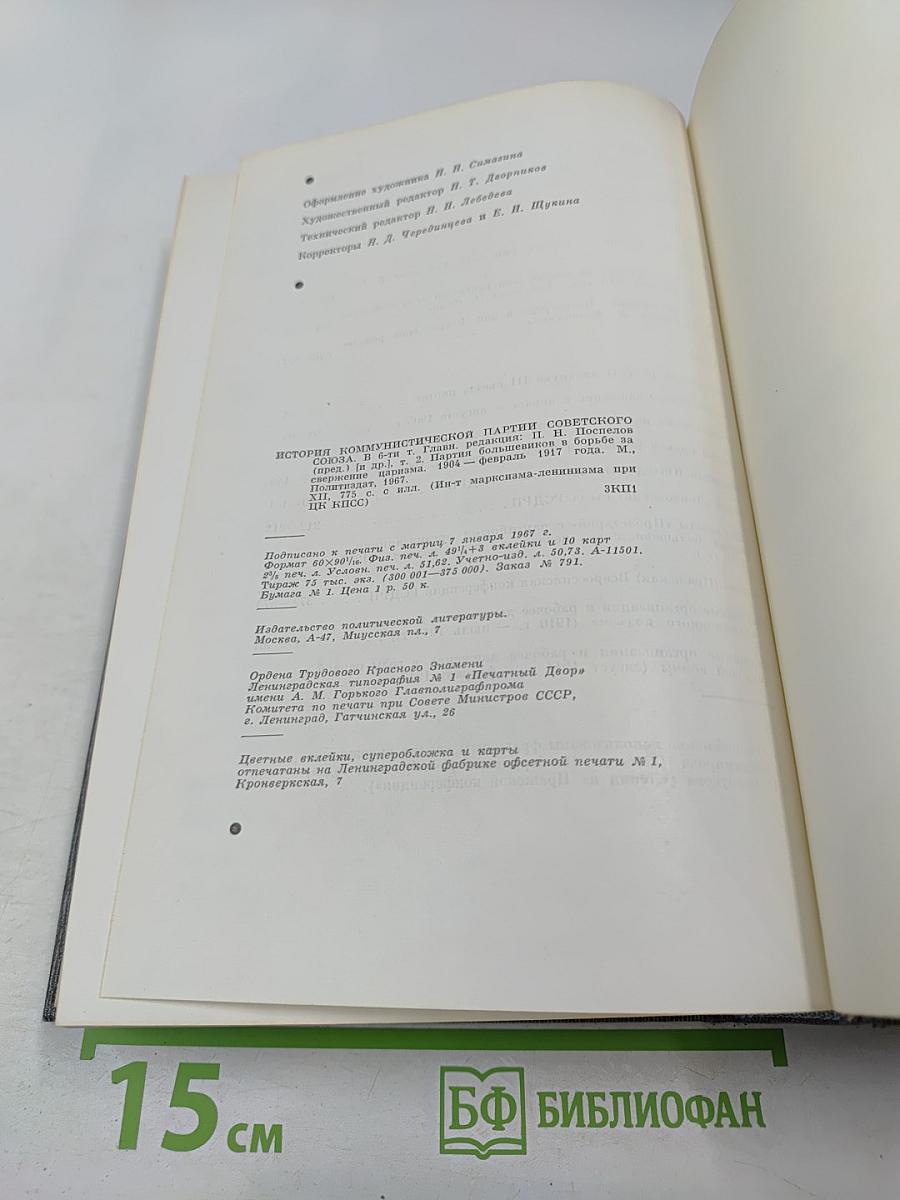 Оформление художника Н. Н. Симагина
Художественный редактор Н. Т. Дворников
Технический редактор Н. Н. Лебедева
Корректоры Н. Д. Черединцева и Е. И. Щукина
ИСТОРИЯ КОММУНИСТИЧЕСКОЙ ПАРТИИ СОВЕТСКОГО
СОЮЗА. В 6-ти т. Главн. редакция: П. Н. Поспелов
(пред.) [и др.], т. 2. Партия большевиков в борьбе за
свержение царизма. 1904 — февраль 1917 года. М.,
Политиздат, 1967.
XII, 775 с. с илл. (Ин-т марксизма-ленинизма при
ЦК КПСС) 3КП1
Подписано к печати с матриц 7 января 1967 г.
Формат 60×90¹/₁₆. Физ. печ. л. 49¹/₄+3 вклейки и 10 карт
2³/₈ печ. л. Условн. печ. л. 51,62. Учетно-изд. л. 50,73. А-11501.
Тираж 75 тыс. экз. (300 001—375 000). Заказ № 791.
Бумага № 1. Цена 1 р. 50 к.
Издательство политической литературы.
Москва, А-47, Миусская пл., 7
Ордена Трудового Красного Знамени
Ленинградская типография № 1 «Печатный Двор»
имени А. М. Горького Главполиграфпрома
Комитета по печати при Совете Министров СССР,
г. Ленинград, Гатчинская ул., 26
Цветные вклейки, суперобложка и карты
отпечатаны на Ленинградской фабрике офсетной печати № 1,
Кронверкская, 7
15 см
БФ БИБЛИОФАН